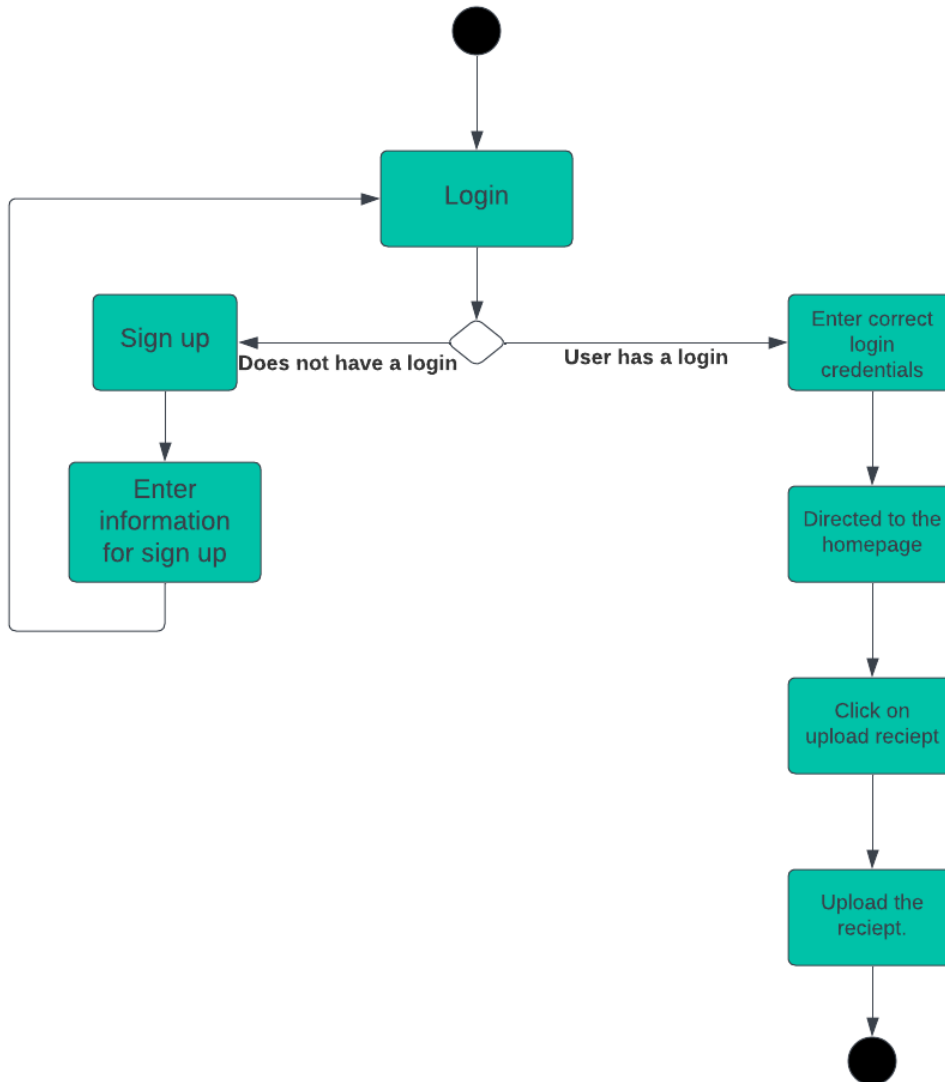 Login
Sign up
Does not have a login
User has a login
Enter correct
login
credentials
Enter
information
for sign up
Directed to the
homepage
Click on
upload reciept
Upload the
reciept.